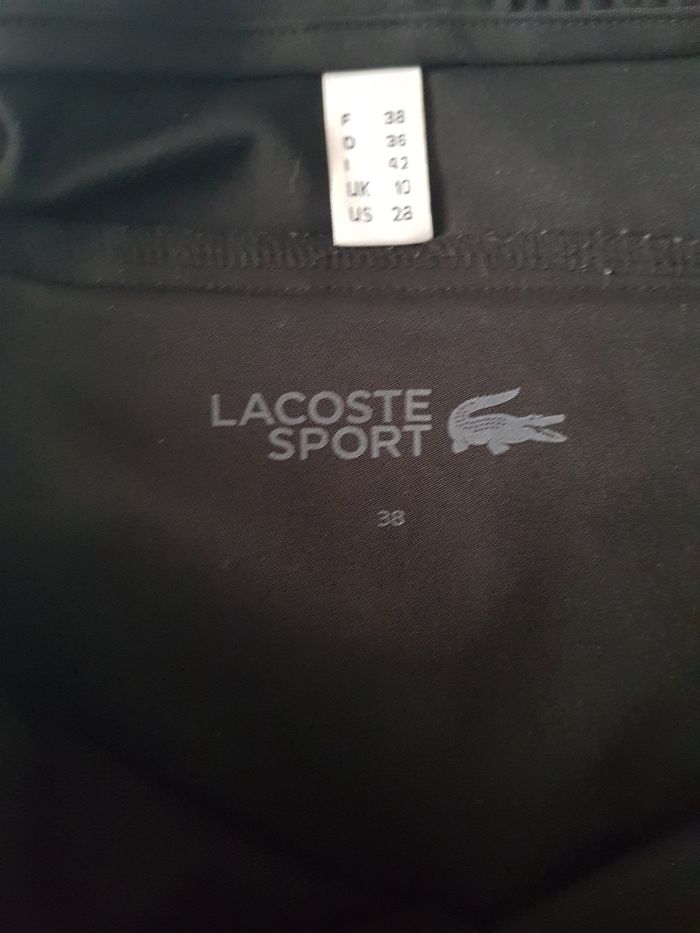 F 38
D 36
I 42
UK 10
US 28
LACOSTE
SPORT
38